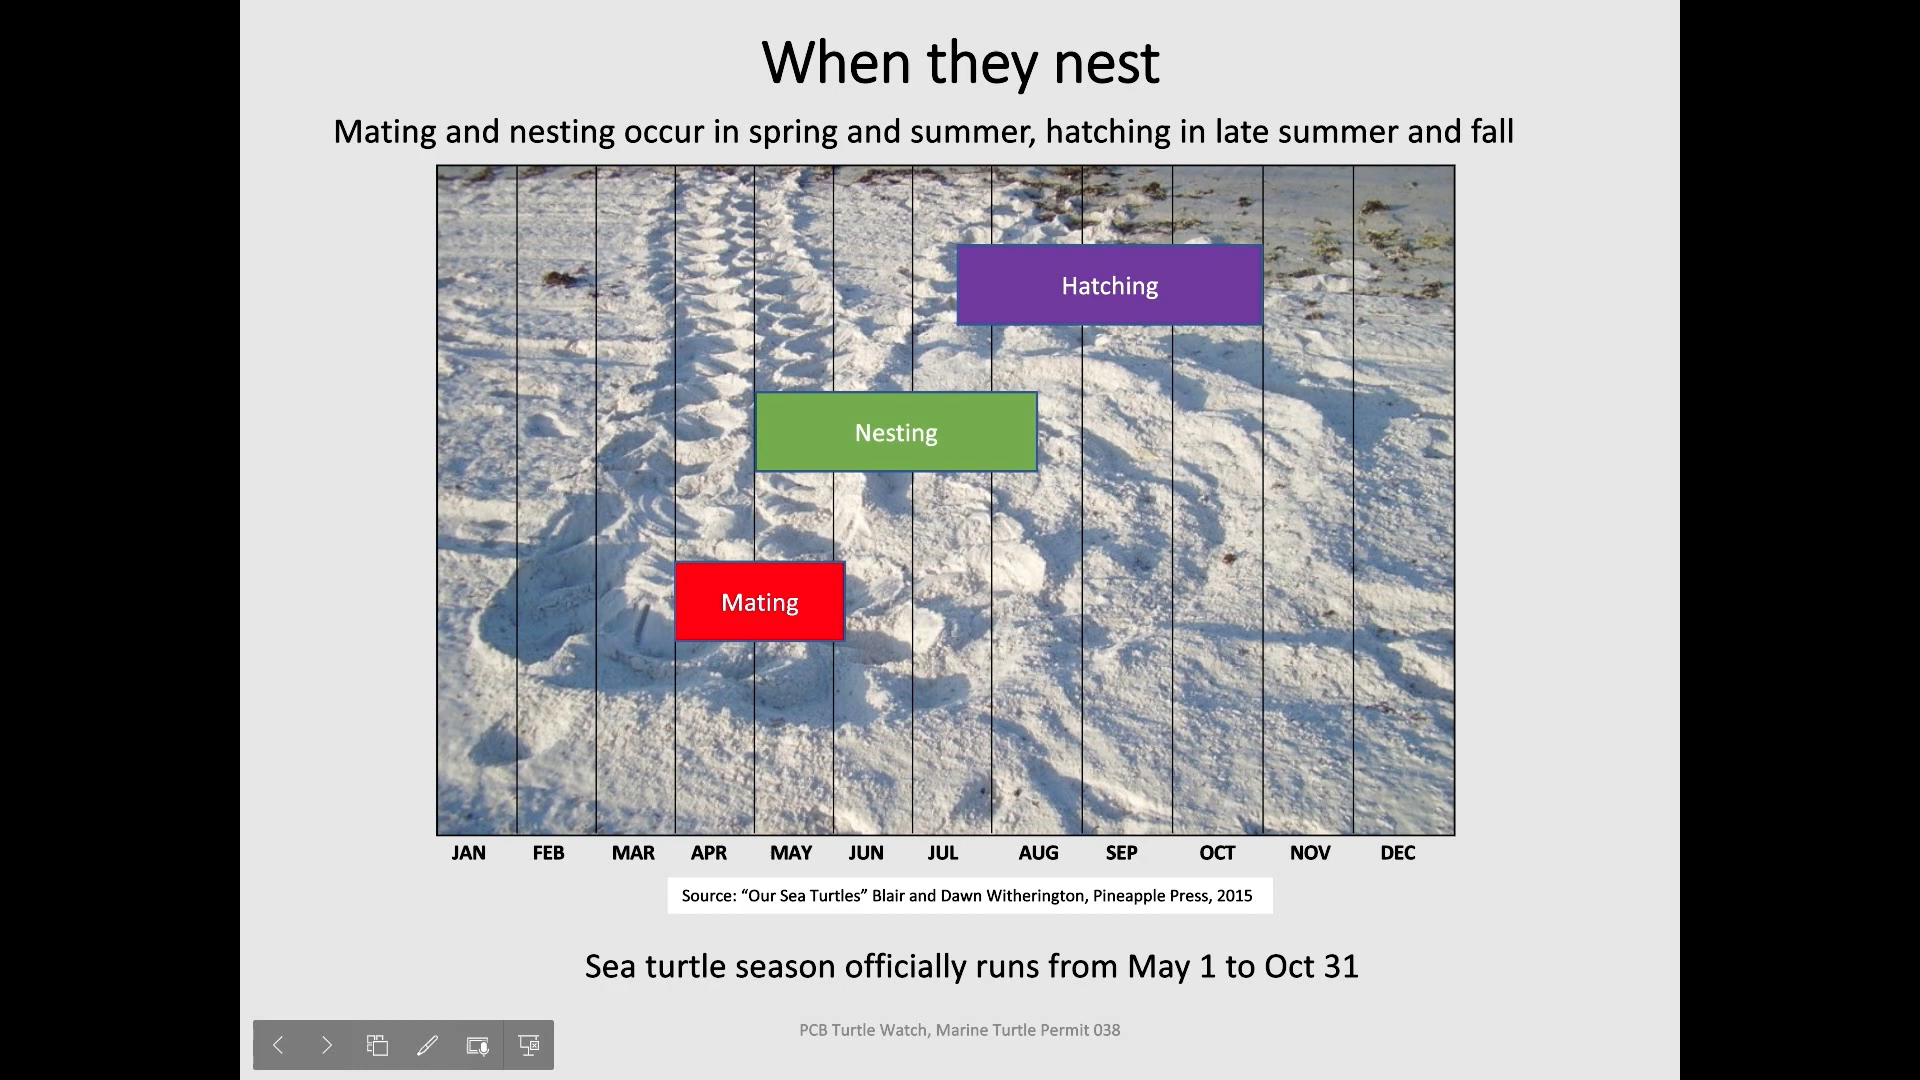 When they nest
Mating and nesting occur in spring and summer, hatching in late summer and fall
Hatching
Nesting
Mating
JAN FEB MAR APR MAY JUN JUL AUG SEP OCT NOV DEC
Source: “Our Sea Turtles” Blair and Dawn Witherington, Pineapple Press, 2015
Sea turtle season officially runs from May 1 to Oct 31
PCB Turtle Watch, Marine Turtle Permit 038